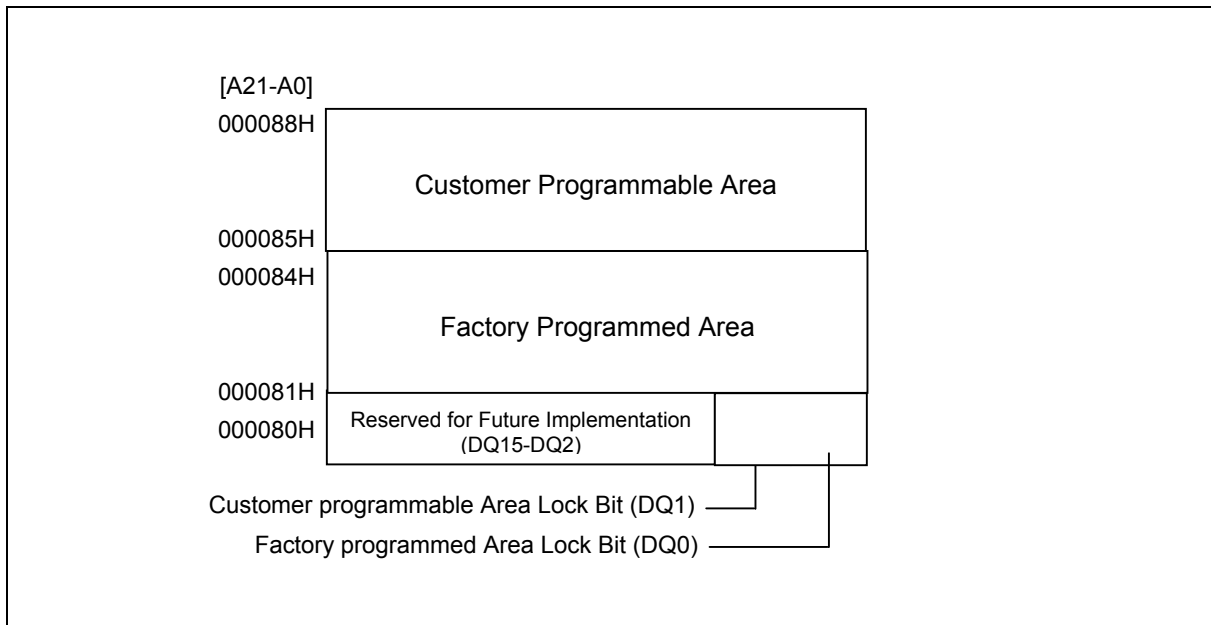 [A21-A0]
000088H
Customer Programmable Area
000085H
000084H
Factory Programmed Area
000081H
000080H
Reserved for Future Implementation
(DQ15-DQ2)
Customer programmable Area Lock Bit (DQ1)
Factory programmed Area Lock Bit (DQ0)